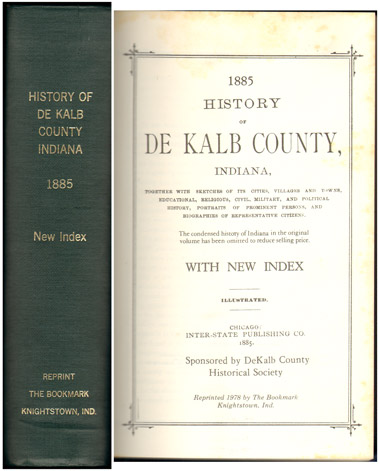 HISTORY OF
DE KALB
COUNTY
INDIANA
1885
New Index
REPRINT
THE BOOKMARK
KNIGHTSTOWN, IND.
1885
HISTORY
OF
DE KALB COUNTY,
INDIANA,
TOGETHER WITH SKETCHES OF ITS CITIES, VILLAGES AND TOWNS,
EDUCATIONAL, RELIGIOUS, CIVIL, MILITARY, AND POLITICAL
HISTORY, PORTRAITS OF PROMINENT PERSONS, AND
BIOGRAPHIES OF REPRESENTATIVE CITIZENS.
The condensed history of Indiana in the original
volume has been omitted to reduce selling price.
WITH NEW INDEX
ILLUSTRATED.
CHICAGO:
INTER-STATE PUBLISHING CO.
1885.
Sponsored by DeKalb County
Historical Society
Reprinted 1978 by The Bookmark
Knightstown, Ind.